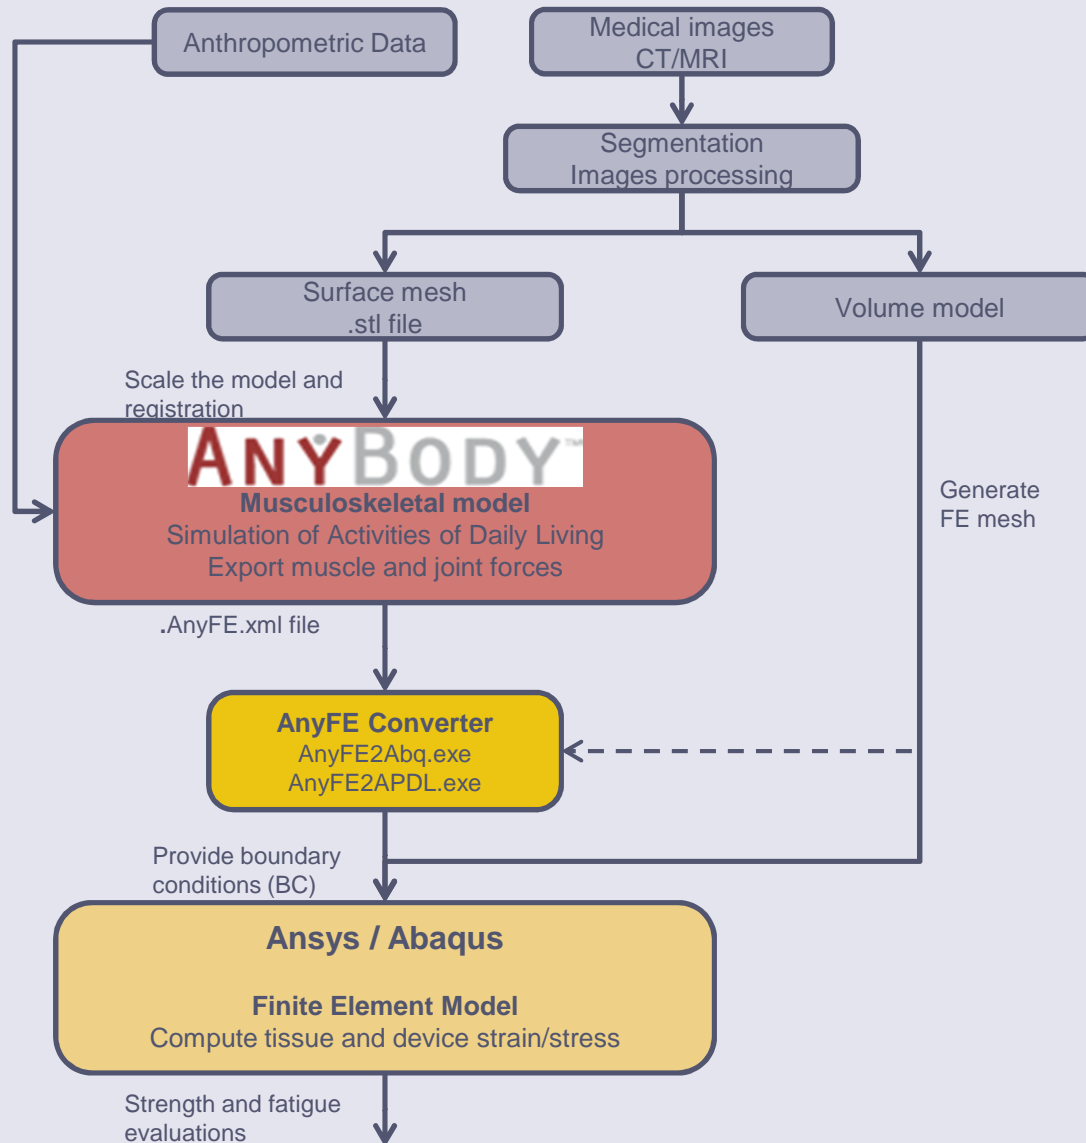 Anthropometric Data
Medical images
CT/MRI
Segmentation
Images processing
Surface mesh
.stl file
Volume model
Scale the model and
registration
ANYBODY™
Musculoskeletal model
Simulation of Activities of Daily Living
Export muscle and joint forces
Generate
FE mesh
.AnyFE.xml file
AnyFE Converter
AnyFE2Abq.exe
AnyFE2APDL.exe
Provide boundary
conditions (BC)
Ansys / Abaqus
Finite Element Model
Compute tissue and device strain/stress
Strength and fatigue
evaluations